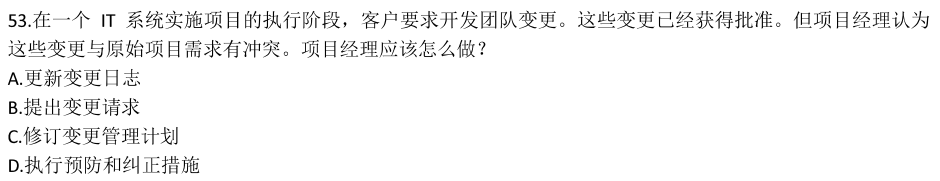 53.在一个 IT 系统实施项目的执行阶段，客户要求开发团队变更。这些变更已经获得批准。但项目经理认为
这些变更与原始项目需求有冲突。项目经理应该怎么做？
A.更新变更日志
B.提出变更请求
C.修订变更管理计划
D.执行预防和纠正措施